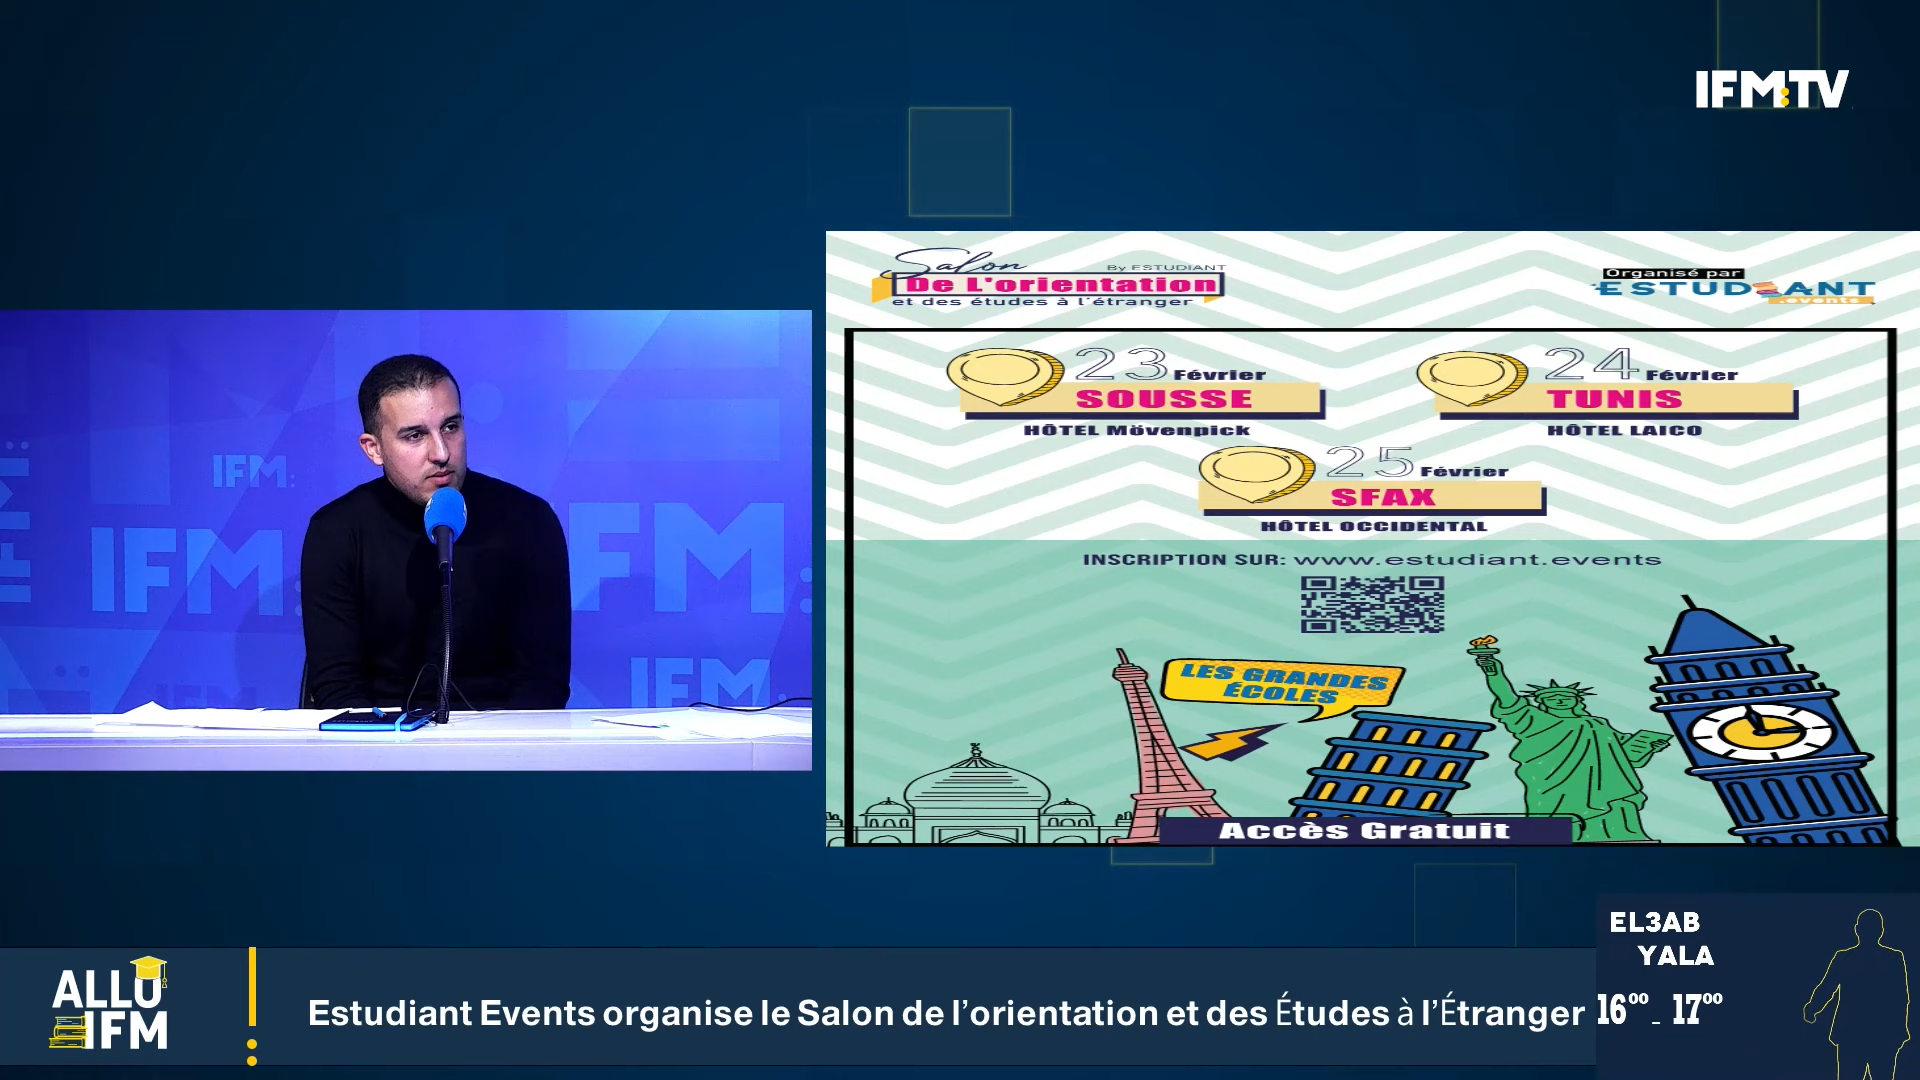 IFM:TV
Salon
By ESTUDIANT
De L'orientation
et des études à l'étranger
Organisé par
ESTUDIANT
.events
23 Février
SOUSSE
HÔTEL Mövenpick
24 Février
TUNIS
HÔTEL LAICO
25 Février
SFAX
HÔTEL OCCIDENTAL
INSCRIPTION SUR: www.estudiant.events
LES GRANDES
ÉCOLES
Accès Gratuit
IFM:
IFM:
IFM:
IFM
IFM
EL3AB
YALA
16⁰⁰ - 17⁰⁰
ALLO
IFM
Estudiant Events organise le Salon de l’orientation et des Études à l’Étranger